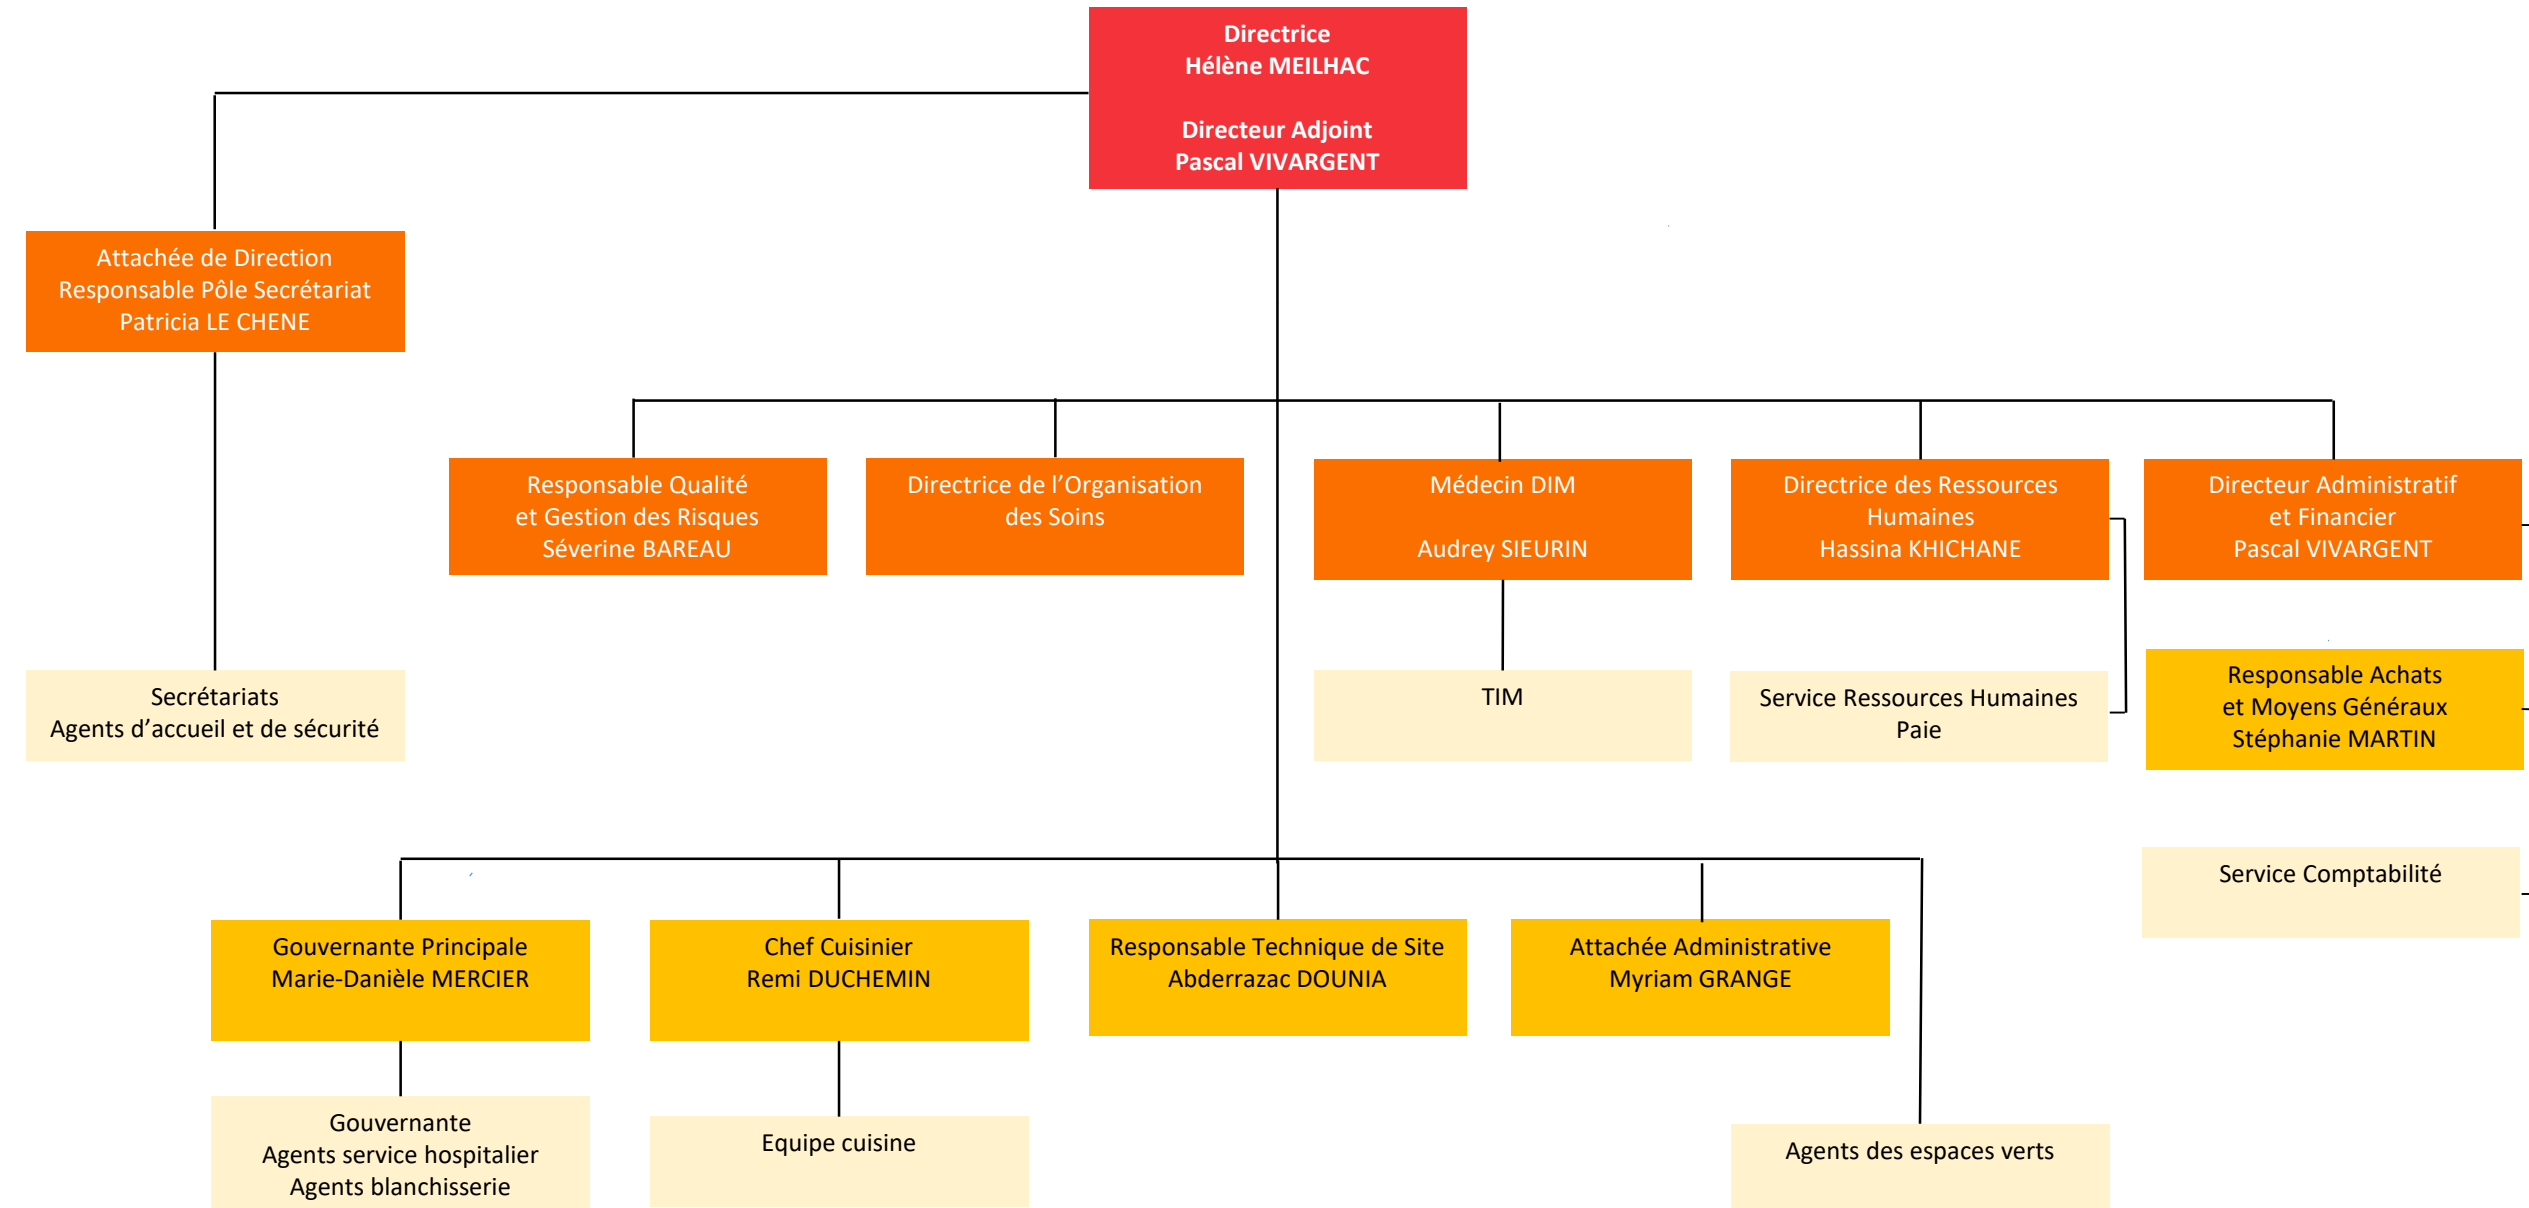 Directrice
Hélène MEILHAC
Directeur Adjoint
Pascal VIVARGENT
Attachée de Direction
Responsable Pôle Secrétariat
Patricia LE CHENE
Responsable Qualité
et Gestion des Risques
Séverine BAREAU
Directrice de l’Organisation
des Soins
Médecin DIM
Audrey SIEURIN
Directrice des Ressources
Humaines
Hassina KHICHANE
Directeur Administratif
et Financier
Pascal VIVARGENT
Secrétariats
Agents d’accueil et de sécurité
TIM
Service Ressources Humaines
Paie
Responsable Achats
et Moyens Généraux
Stéphanie MARTIN
Service Comptabilité
Gouvernante Principale
Marie-Danièle MERCIER
Chef Cuisinier
Remi DUCHEMIN
Responsable Technique de Site
Abderrazac DOUNIA
Attachée Administrative
Myriam GRANGE
Gouvernante
Agents service hospitalier
Agents blanchisserie
Equipe cuisine
Agents des espaces verts